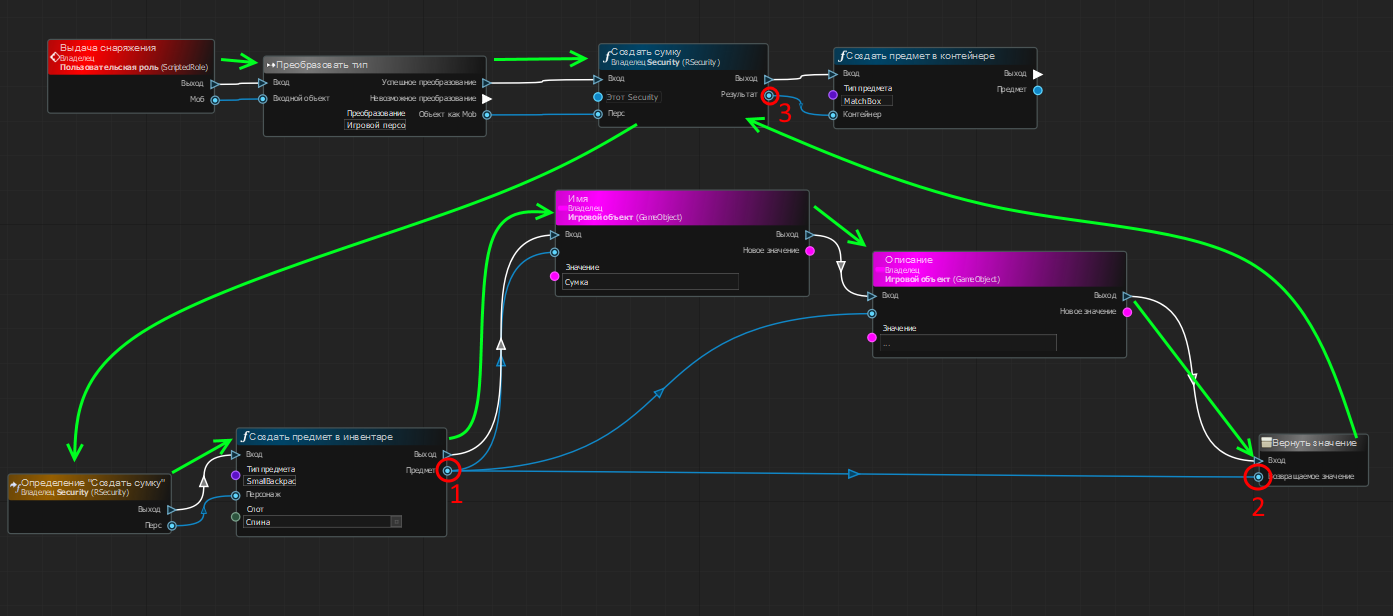 Выдача снаряжения
Владелец
Пользовательская роль (ScriptedRole)
Выход
Моб
Преобразовать тип
Вход
Успешное преобразование
Входной объект
Невозможное преобразование
Преобразование
Объект как Mob
Игровой персо
Создать сумку
Владелец Security (RSecurity)
Вход
Выход
Этот Security
Результат
Перс
3
Создать предмет в контейнере
Вход
Выход
Тип предмета
Предмет
MatchBox
Контейнер
Имя
Владелец
Игровой объект (GameObject)
Вход
Выход
Новое значение
Значение
Сумка
Описание
Владелец
Игровой объект (GameObject)
Вход
Выход
Новое значение
Значение
...
Определение "Создать сумку"
Владелец Security (RSecurity)
Выход
Перс
Создать предмет в инвентаре
Вход
Выход
Тип предмета
Предмет
SmallBackpac
Персонаж
Слот
Спина
1
Вернуть значение
Вход
Возвращаемое значение
2